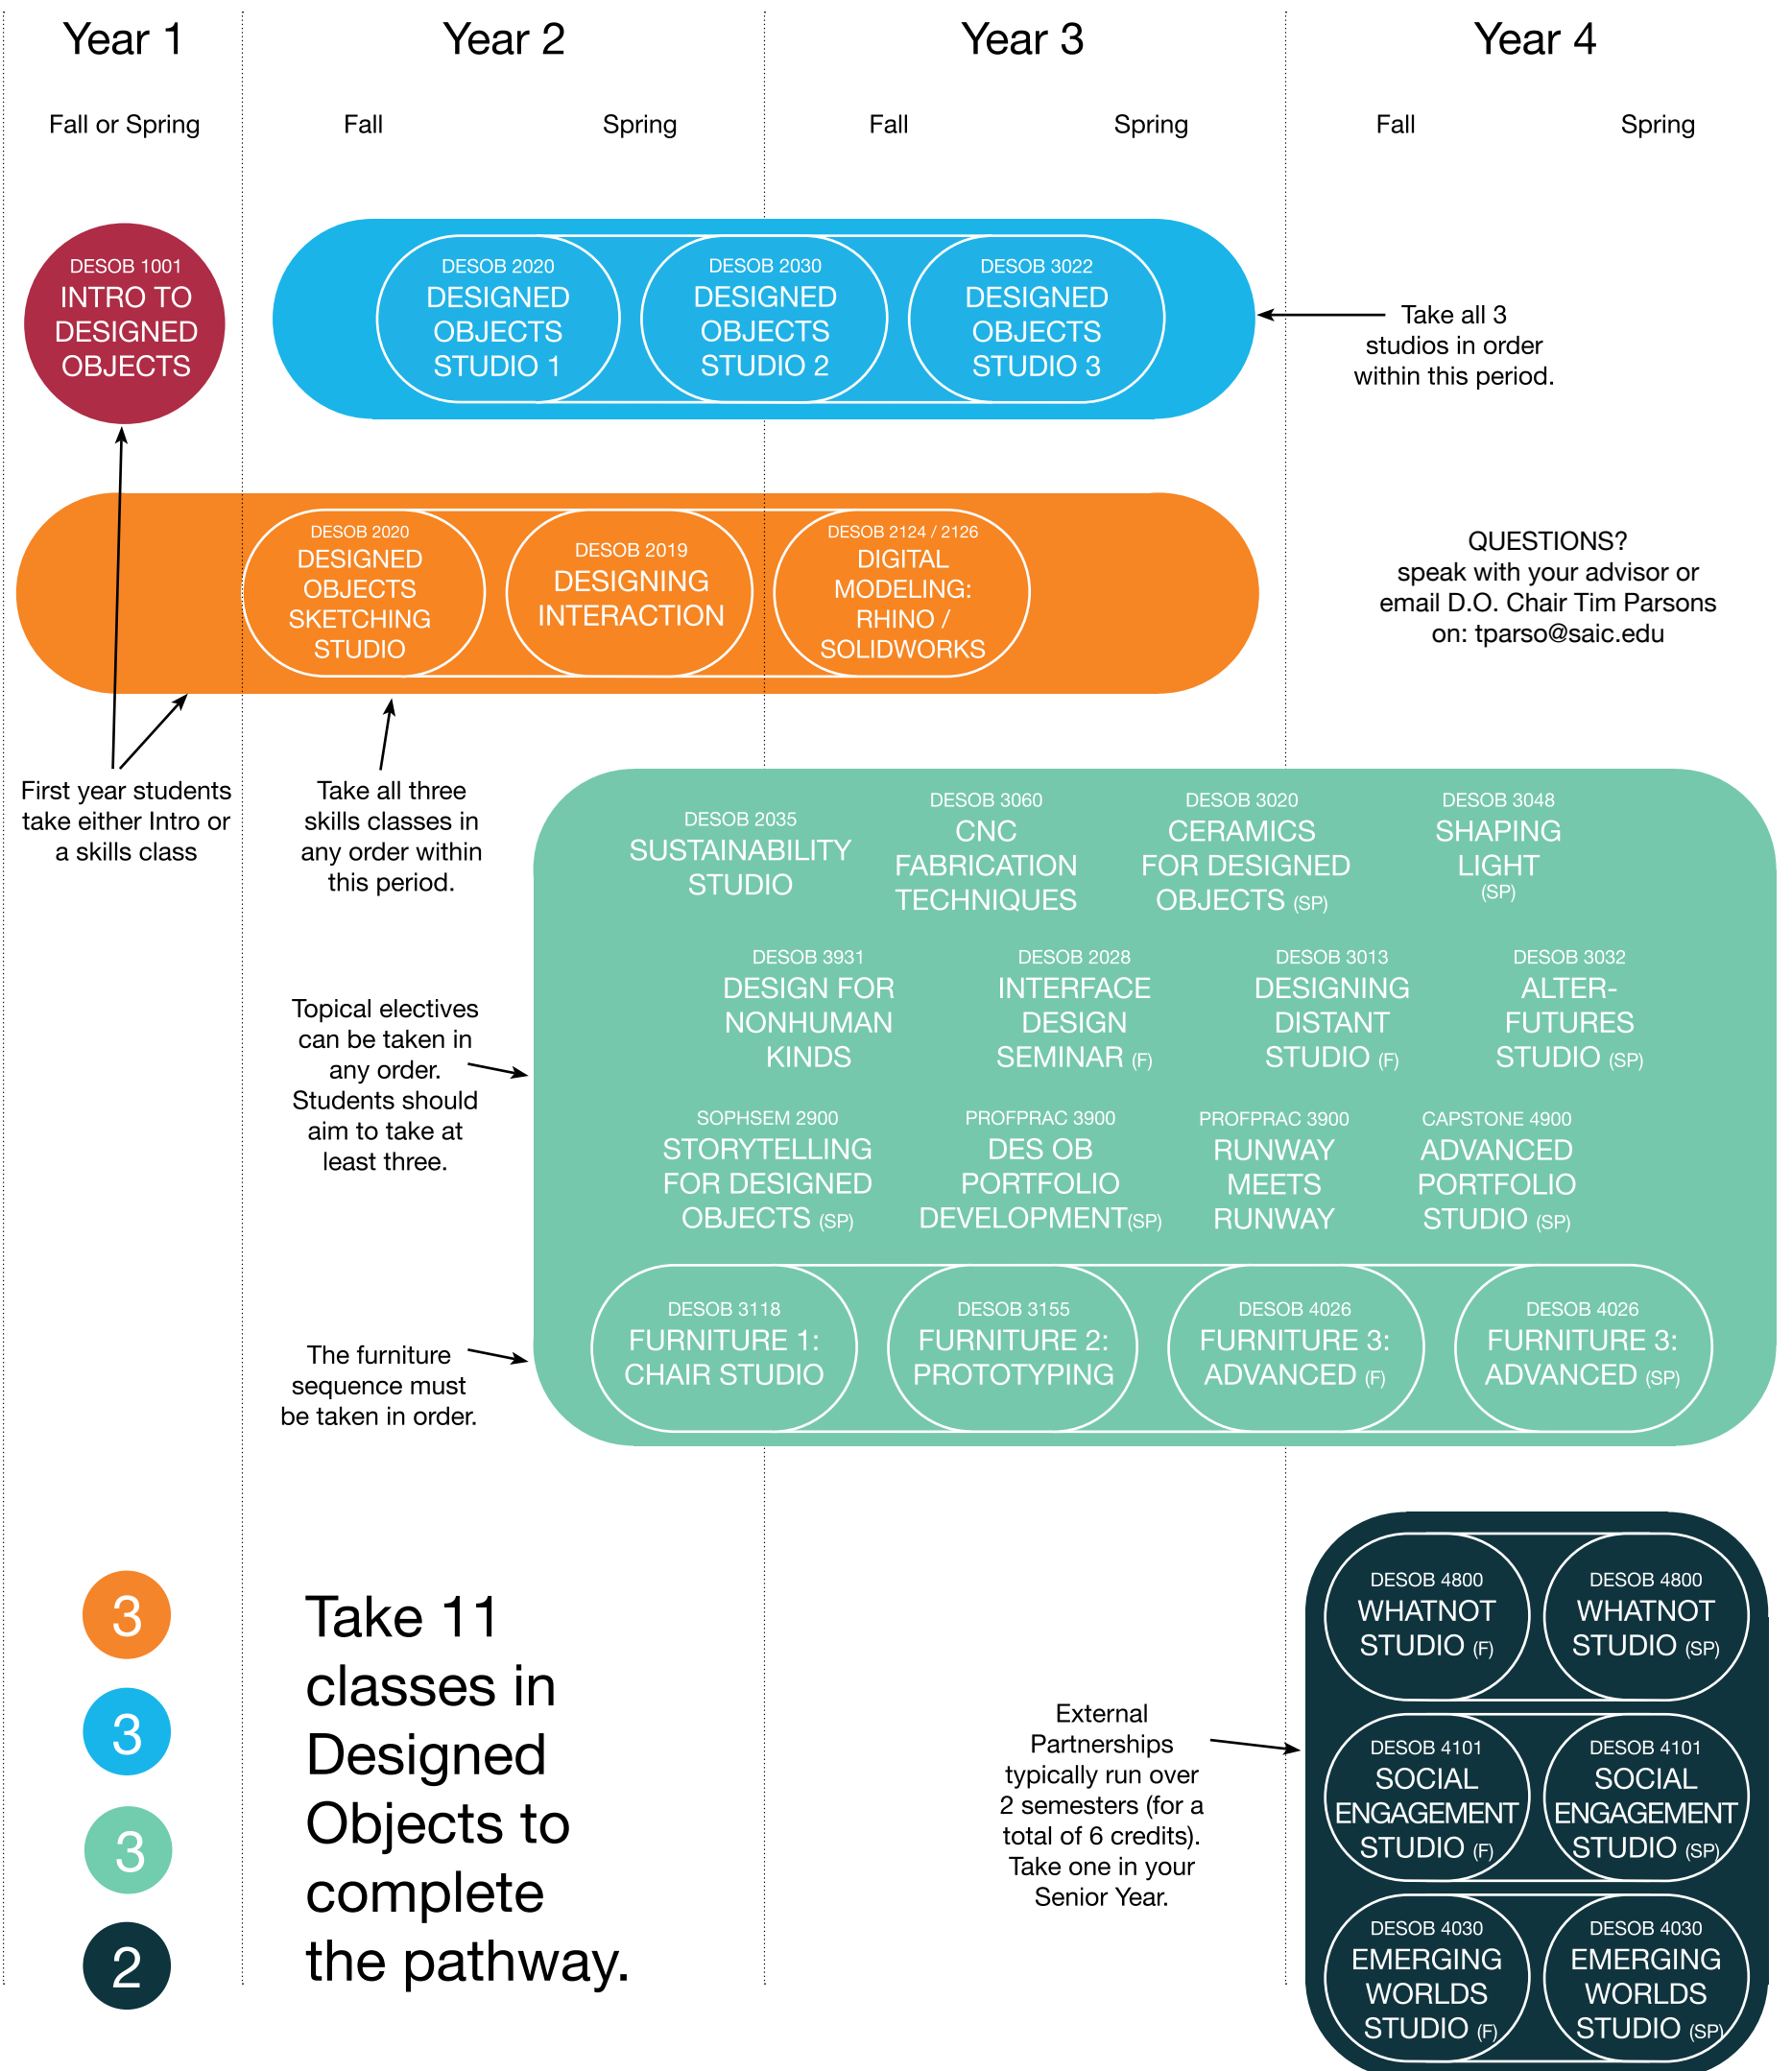 Year 1
Year 2
Year 3
Year 4
Fall or Spring
Fall
Spring
Fall
Spring
Fall
Spring
DESOB 1001
INTRO TO
DESIGNED
OBJECTS
DESOB 2020
DESIGNED
OBJECTS
STUDIO 1
DESOB 2030
DESIGNED
OBJECTS
STUDIO 2
DESOB 3022
DESIGNED
OBJECTS
STUDIO 3
Take all 3
studios in order
within this period.
DESOB 2020
DESIGNED
OBJECTS
SKETCHING
STUDIO
DESOB 2019
DESIGNING
INTERACTION
DESOB 2124 / 2126
DIGITAL
MODELING:
RHINO /
SOLIDWORKS
QUESTIONS?
speak with your advisor or
email D.O. Chair Tim Parsons
on: tparso@saic.edu
First year students
take either Intro or
a skills class
Take all three
skills classes in
any order within
this period.
DESOB 2035
SUSTAINABILITY
STUDIO
DESOB 3060
CNC
FABRICATION
TECHNIQUES
DESOB 3020
CERAMICS
FOR DESIGNED
OBJECTS (SP)
DESOB 3048
SHAPING
LIGHT
(SP)
Topical electives
can be taken in
any order.
Students should
aim to take at
least three.
DESOB 3931
DESIGN FOR
NONHUMAN
KINDS
DESOB 2028
INTERFACE
DESIGN
SEMINAR (F)
DESOB 3013
DESIGNING
DISTANT
STUDIO (F)
DESOB 3032
ALTER-
FUTURES
STUDIO (SP)
SOPHSEM 2900
STORYTELLING
FOR DESIGNED
OBJECTS (SP)
PROFPRAC 3900
DES OB
PORTFOLIO
DEVELOPMENT(SP)
PROFPRAC 3900
RUNWAY
MEETS
RUNWAY
CAPSTONE 4900
ADVANCED
PORTFOLIO
STUDIO (SP)
The furniture
sequence must
be taken in order.
DESOB 3118
FURNITURE 1:
CHAIR STUDIO
DESOB 3155
FURNITURE 2:
PROTOTYPING
DESOB 4026
FURNITURE 3:
ADVANCED (F)
DESOB 4026
FURNITURE 3:
ADVANCED (SP)
3
3
3
2
Take 11
classes in
Designed
Objects to
complete
the pathway.
External
Partnerships
typically run over
2 semesters (for a
total of 6 credits).
Take one in your
Senior Year.
DESOB 4800
WHATNOT
STUDIO (F)
DESOB 4800
WHATNOT
STUDIO (SP)
DESOB 4101
SOCIAL
ENGAGEMENT
STUDIO (F)
DESOB 4101
SOCIAL
ENGAGEMENT
STUDIO (SP)
DESOB 4030
EMERGING
WORLDS
STUDIO (F)
DESOB 4030
EMERGING
WORLDS
STUDIO (SP)